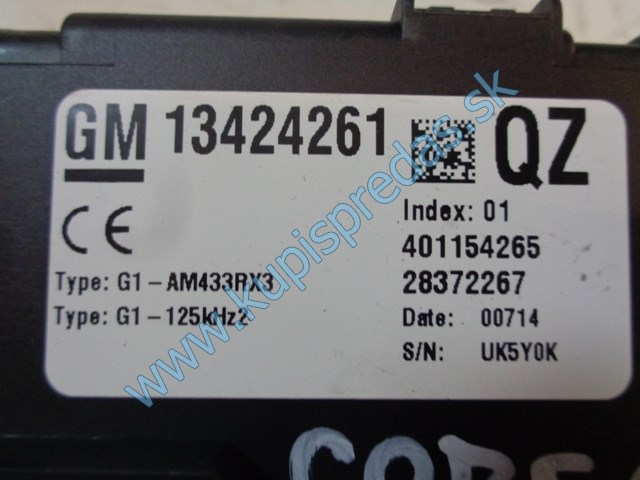 GM 13424261 QZ
CE
Index: 01
401154265
Type: G1-AM433RX3
28372267
Type: G1-125kHz2
Date: 00714
S/N: UK5Y0K
www.kupispredas.sk